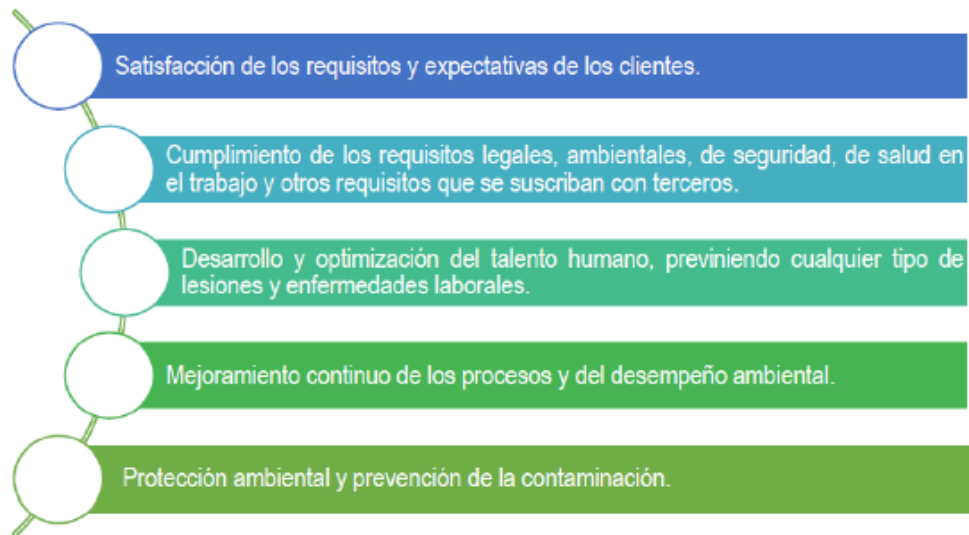 Satisfacción de los requisitos y expectativas de los clientes.
Cumplimiento de los requisitos legales, ambientales, de seguridad, de salud en
el trabajo y otros requisitos que se suscriban con terceros.
Desarrollo y optimización del talento humano, previniendo cualquier tipo de
lesiones y enfermedades laborales.
Mejoramiento continuo de los procesos y del desempeño ambiental.
Protección ambiental y prevención de la contaminación.